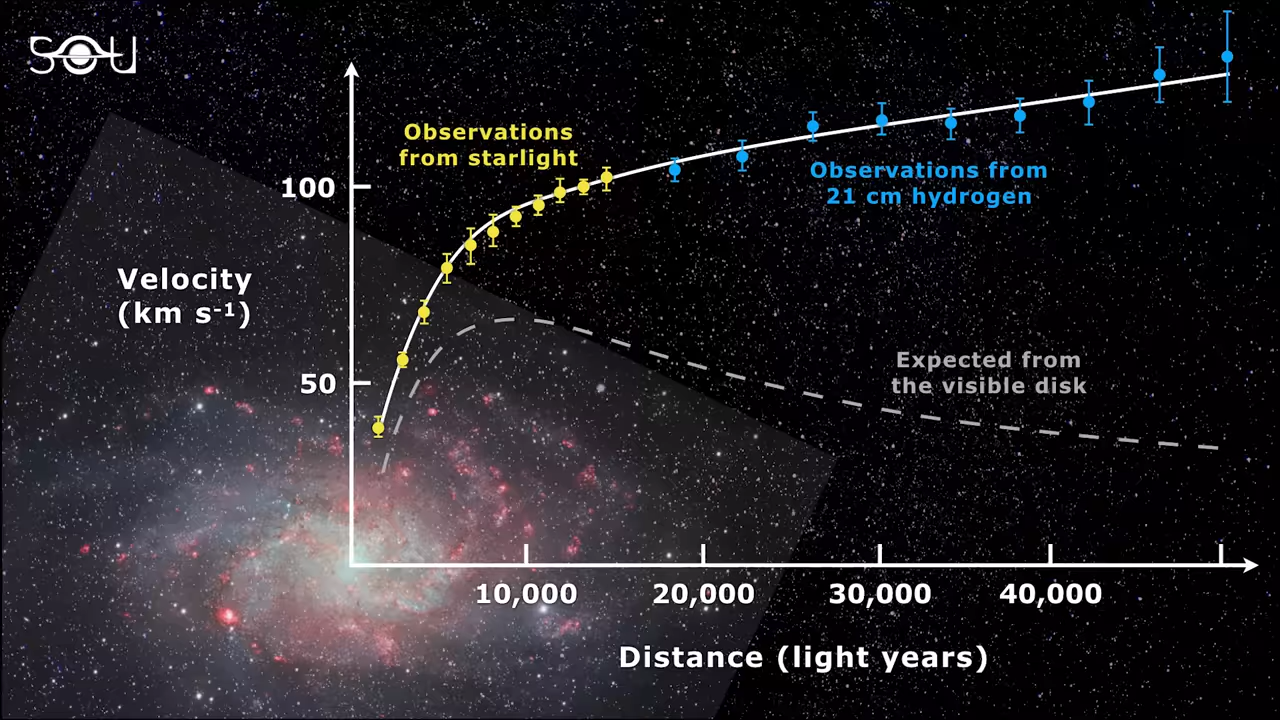 SOU
Observations
from starlight
100
Observations from
21 cm hydrogen
Velocity
(km s-1)
50
Expected from
the visible disk
10,000
20,000
30,000
40,000
Distance (light years)